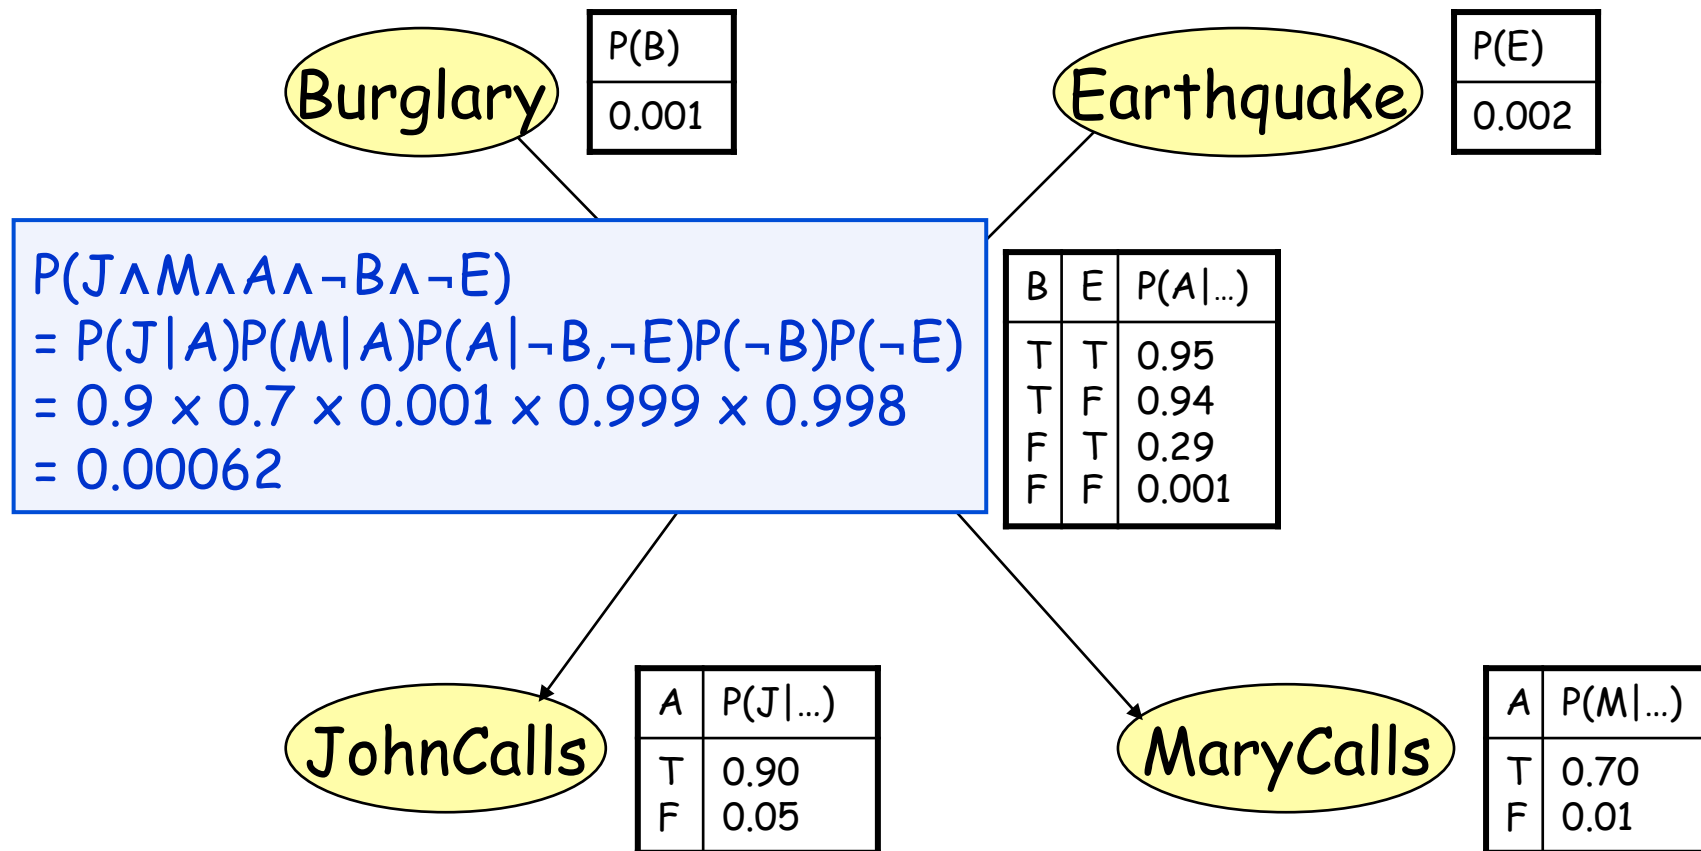 Burglary
P(B)
0.001
Earthquake
P(E)
0.002
P(J∧M∧A∧¬B∧¬E)
= P(J|A)P(M|A)P(A|¬B,¬E)P(¬B)P(¬E)
= 0.9 x 0.7 x 0.001 x 0.999 x 0.998
= 0.00062
B E P(A|…)
T T 0.95
T F 0.94
F T 0.29
F F 0.001
JohnCalls
A P(J|…)
T 0.90
F 0.05
MaryCalls
A P(M|…)
T 0.70
F 0.01